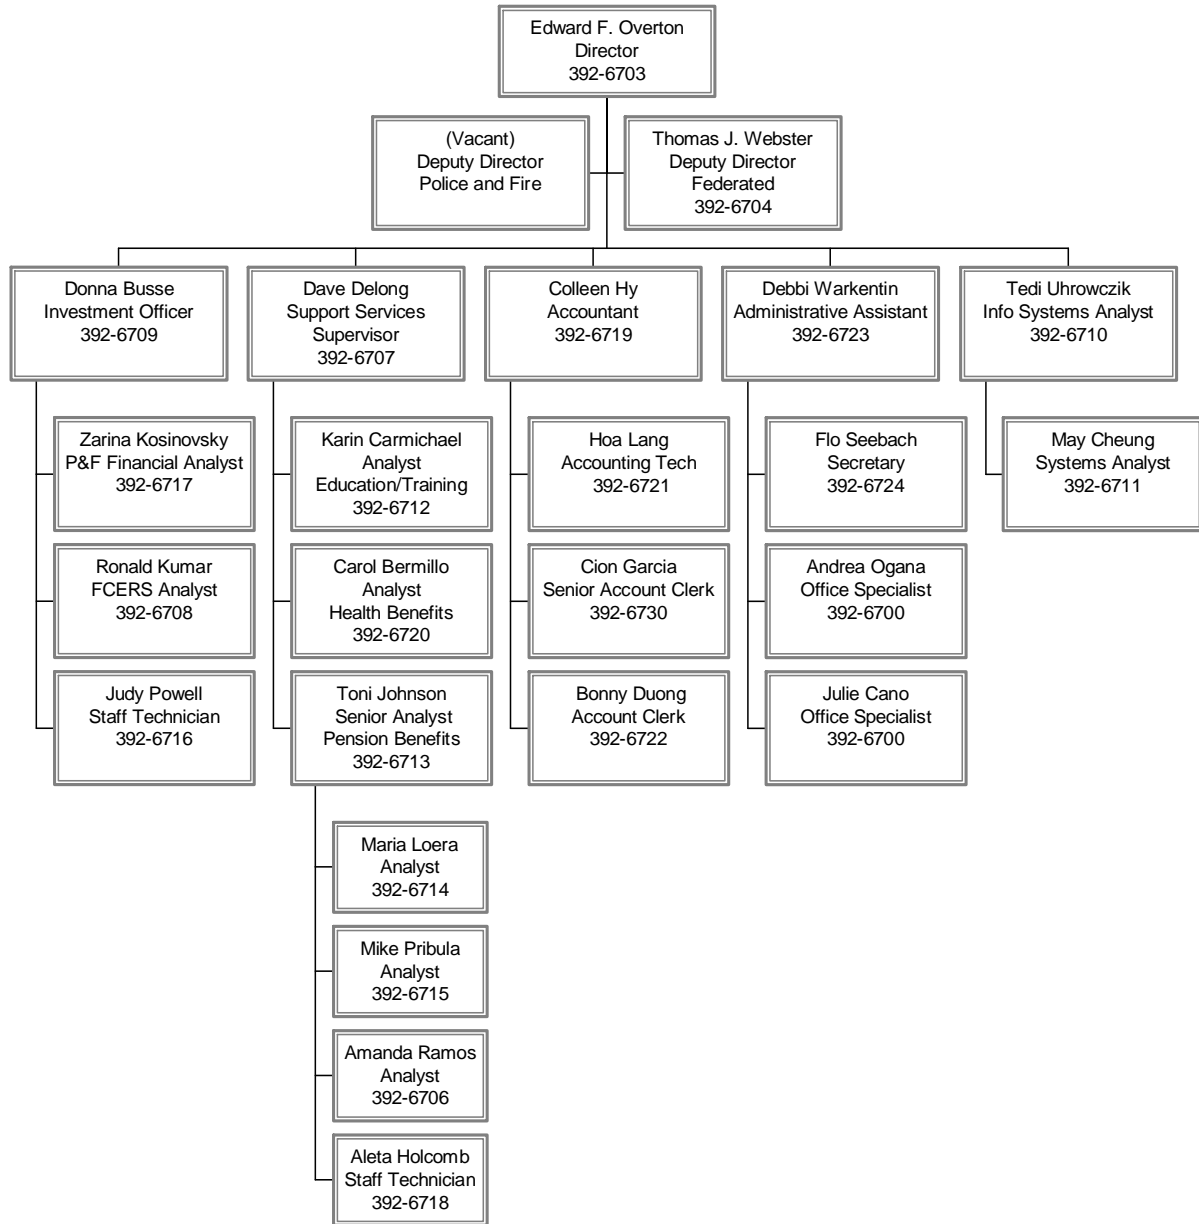 Edward F. Overton
Director
392-6703
(Vacant)
Deputy Director
Police and Fire
Thomas J. Webster
Deputy Director
Federated
392-6704
Donna Busse
Investment Officer
392-6709
Dave Delong
Support Services
Supervisor
392-6707
Colleen Hy
Accountant
392-6719
Debbi Warkentin
Administrative Assistant
392-6723
Tedi Uhrowczik
Info Systems Analyst
392-6710
Zarina Kosinovsky
P&F Financial Analyst
392-6717
Karin Carmichael
Analyst
Education/Training
392-6712
Hoa Lang
Accounting Tech
392-6721
Flo Seebach
Secretary
392-6724
May Cheung
Systems Analyst
392-6711
Ronald Kumar
FCERS Analyst
392-6708
Carol Bermillo
Analyst
Health Benefits
392-6720
Cion Garcia
Senior Account Clerk
392-6730
Andrea Ogana
Office Specialist
392-6700
Judy Powell
Staff Technician
392-6716
Toni Johnson
Senior Analyst
Pension Benefits
392-6713
Bonny Duong
Account Clerk
392-6722
Julie Cano
Office Specialist
392-6700
Maria Loera
Analyst
392-6714
Mike Pribula
Analyst
392-6715
Amanda Ramos
Analyst
392-6706
Aleta Holcomb
Staff Technician
392-6718